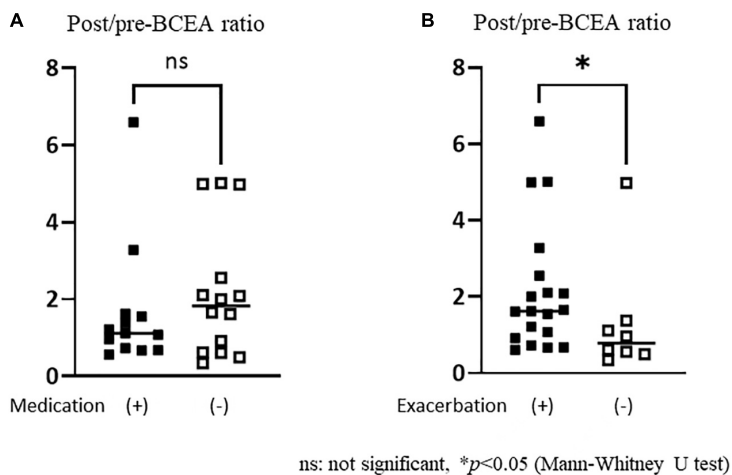 A
Post/pre-BCEA ratio
ns
8
6
4
2
0
Medication (+) (-)
B
Post/pre-BCEA ratio
*
8
6
4
2
0
Exacerbation (+) (-)
ns: not significant, *p<0.05 (Mann-Whitney U test)